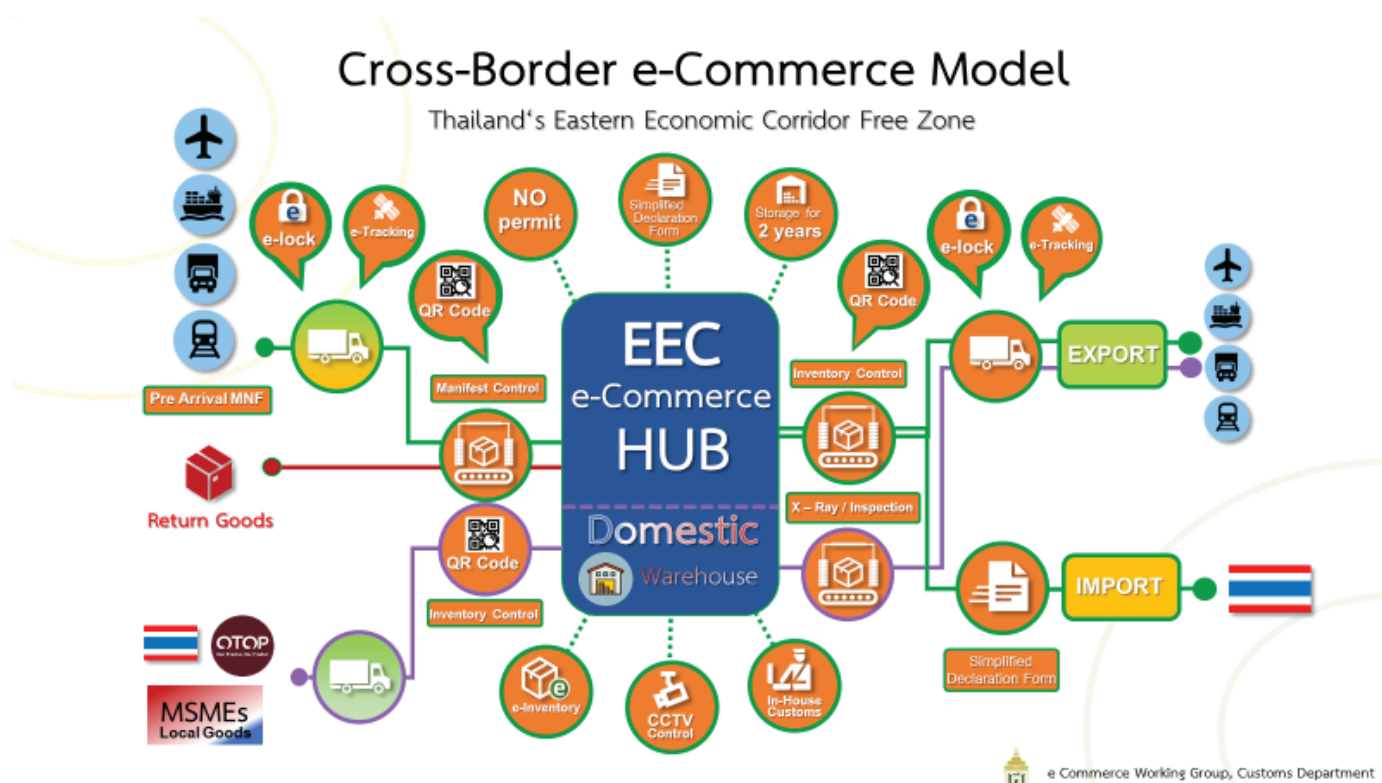 Cross-Border e-Commerce Model
Thailand's Eastern Economic Corridor Free Zone
e-lock
e-Tracking
NO
permit
Simplified
Declaration
Form
Storage for
2 years
e-lock
e-Tracking
QR Code
QR Code
EEC
e-Commerce
HUB
EXPORT
Pre Arrival MNF
Manifest Control
Inventory Control
Return Goods
X – Ray / Inspection
Domestic
Warehouse
QR Code
Inventory Control
IMPORT
OTOP
MSMEs
Local Goods
Simplified
Declaration Form
e-Inventory
CCTV
Control
In-House
Customs
e Commerce Working Group, Customs Department